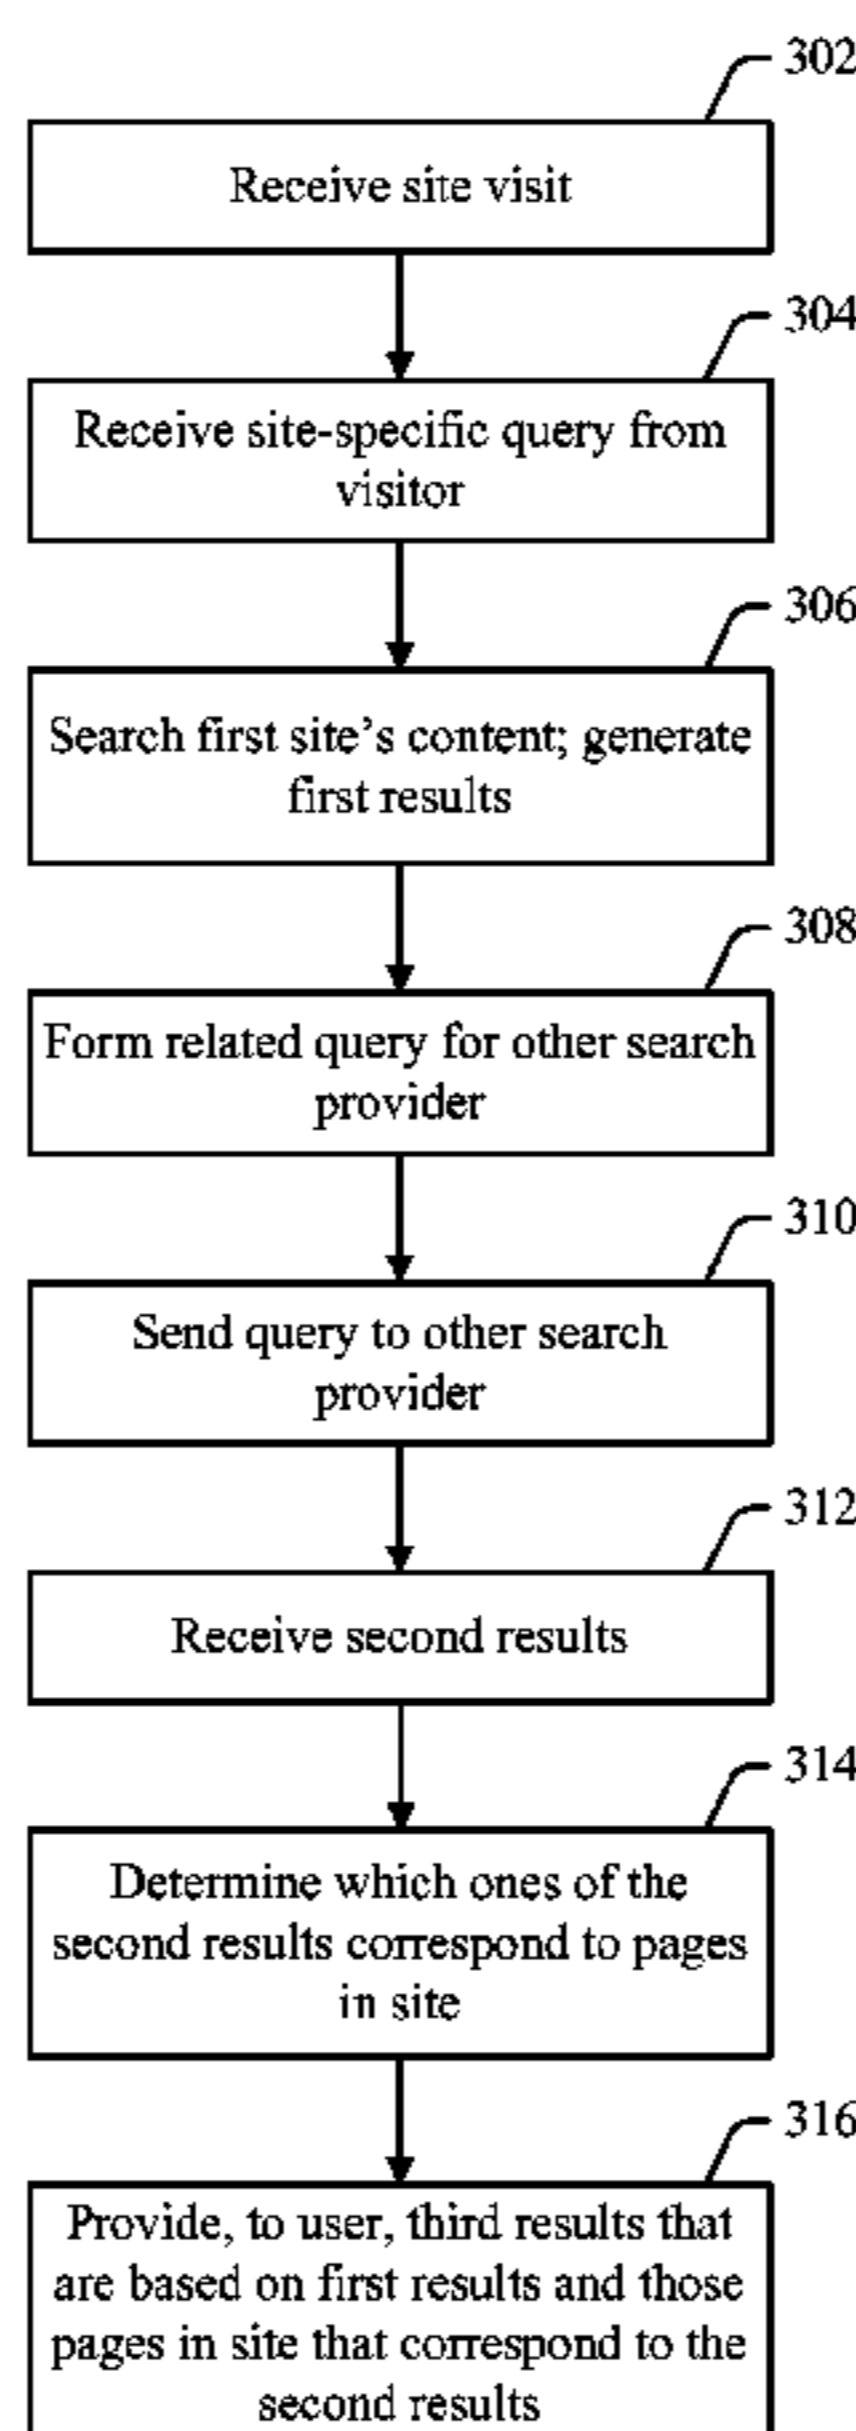 302
Receive site visit
304
Receive site-specific query from
visitor
306
Search first site's content; generate
first results
308
Form related query for other search
provider
310
Send query to other search
provider
312
Receive second results
314
Determine which ones of the
second results correspond to pages
in site
316
Provide, to user, third results that
are based on first results and those
pages in site that correspond to the
second results